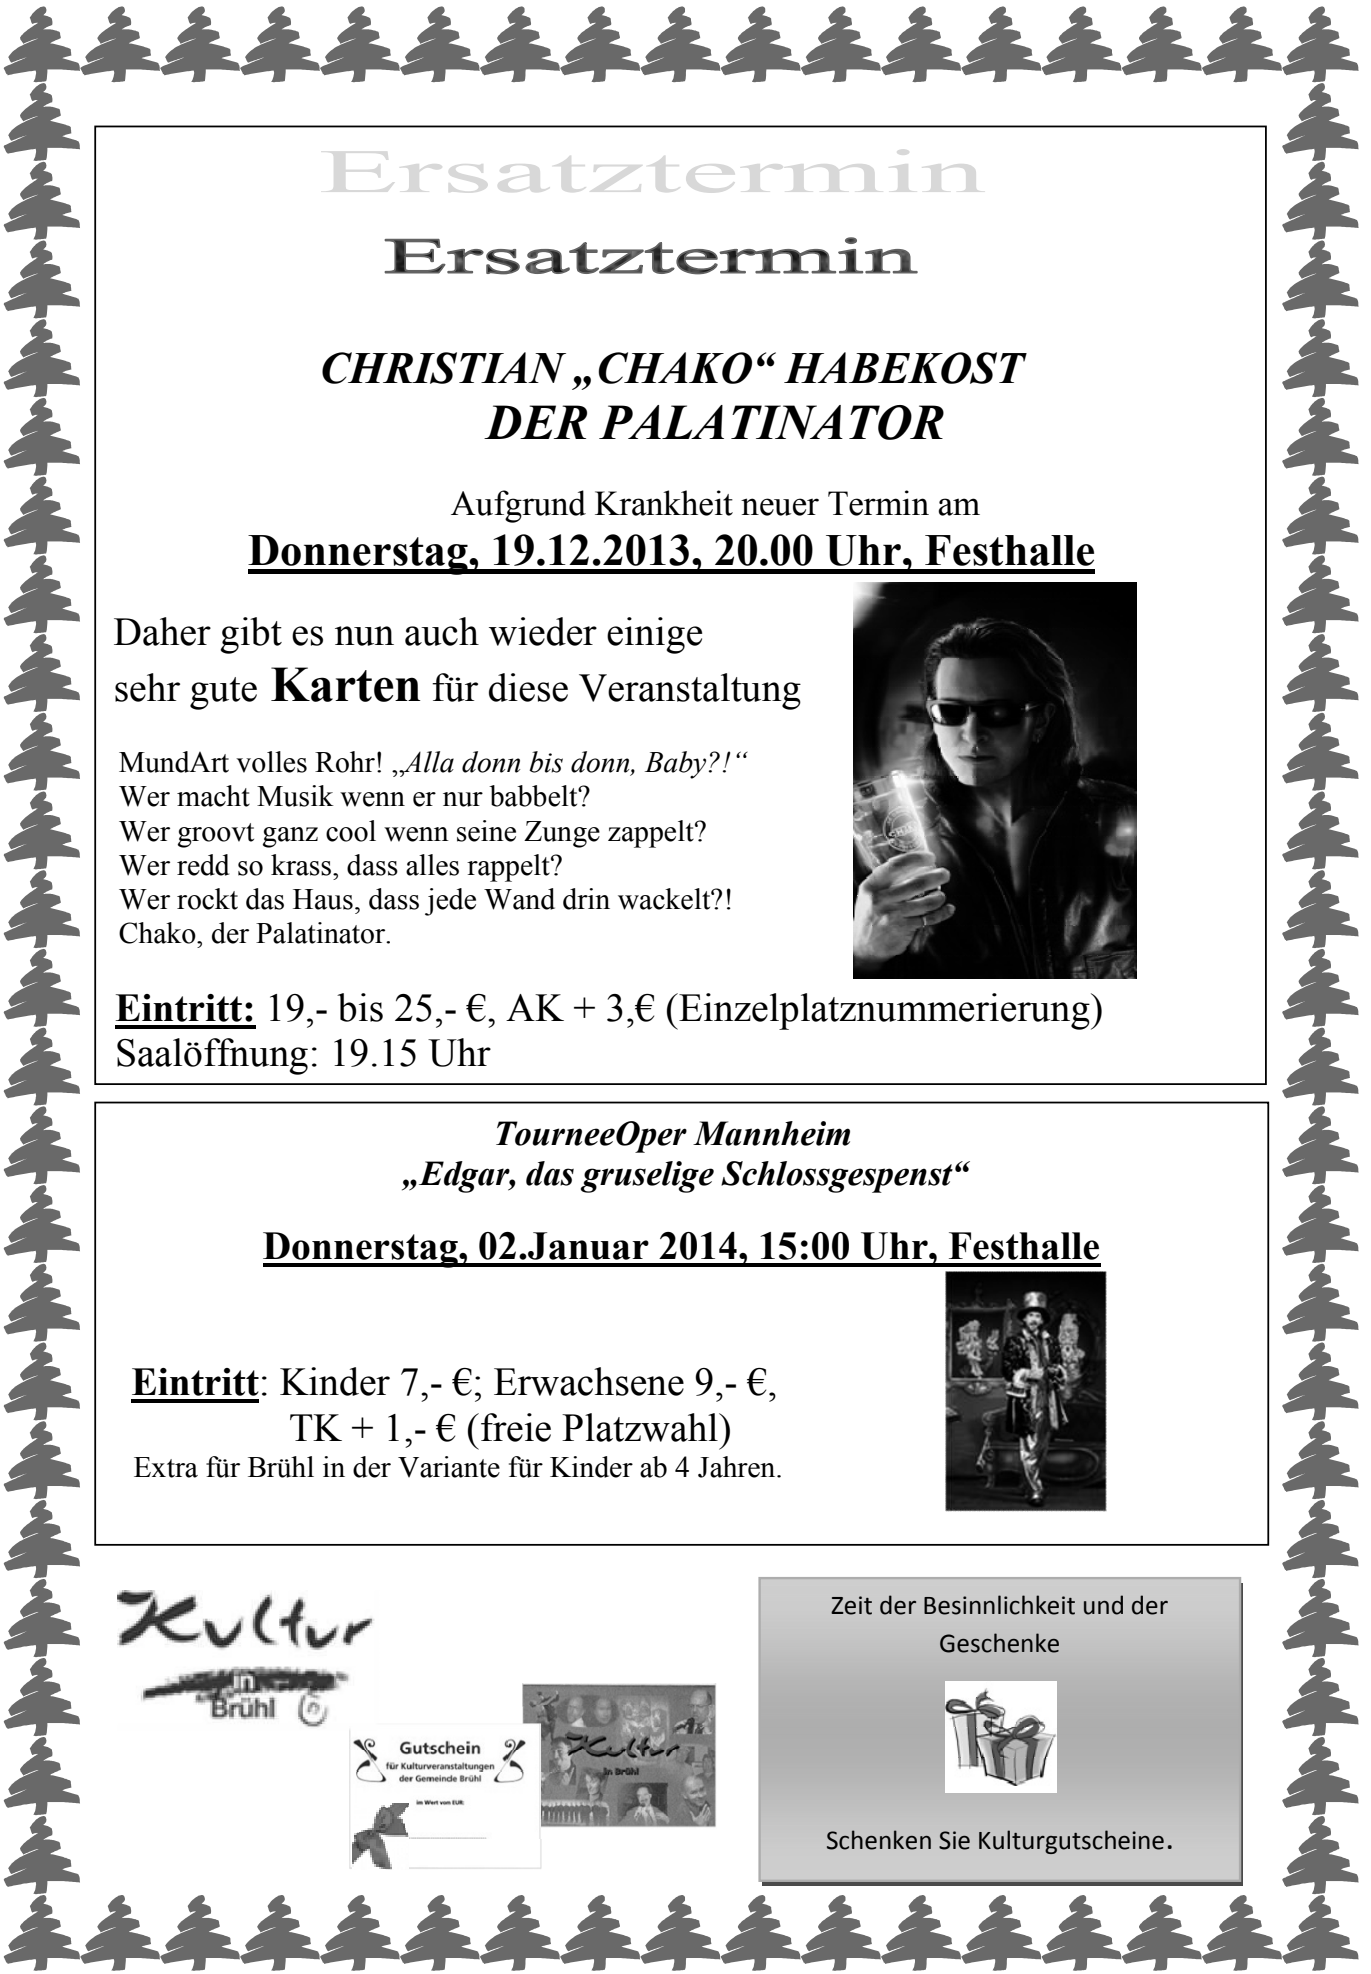 Ersatztermin
Ersatztermin
CHRISTIAN „CHAKO“ HABEKOST
DER PALATINATOR
Aufgrund Krankheit neuer Termin am
Donnerstag, 19.12.2013, 20.00 Uhr, Festhalle
Daher gibt es nun auch wieder einige
sehr gute Karten für diese Veranstaltung
MundArt volles Rohr! „Alla donn bis donn, Baby?!“
Wer macht Musik wenn er nur babbelt?
Wer groovt ganz cool wenn seine Zunge zappelt?
Wer redd so krass, dass alles rappelt?
Wer rockt das Haus, dass jede Wand drin wackelt?!
Chako, der Palatinator.
Eintritt: 19,- bis 25,- €, AK + 3,€ (Einzelplatznummerierung)
Saalöffnung: 19.15 Uhr
TourneeOper Mannheim
„Edgar, das gruselige Schlossgespenst“
Donnerstag, 02.Januar 2014, 15:00 Uhr, Festhalle
Eintritt: Kinder 7,- €; Erwachsene 9,- €,
TK + 1,- € (freie Platzwahl)
Extra für Brühl in der Variante für Kinder ab 4 Jahren.
Kultur
in
Brühl
Gutschein
für Kulturveranstaltungen
der Gemeinde Brühl
im Wert von EUR:
Kultur
in Brühl
Zeit der Besinnlichkeit und der
Geschenke
Schenken Sie Kulturgutscheine.